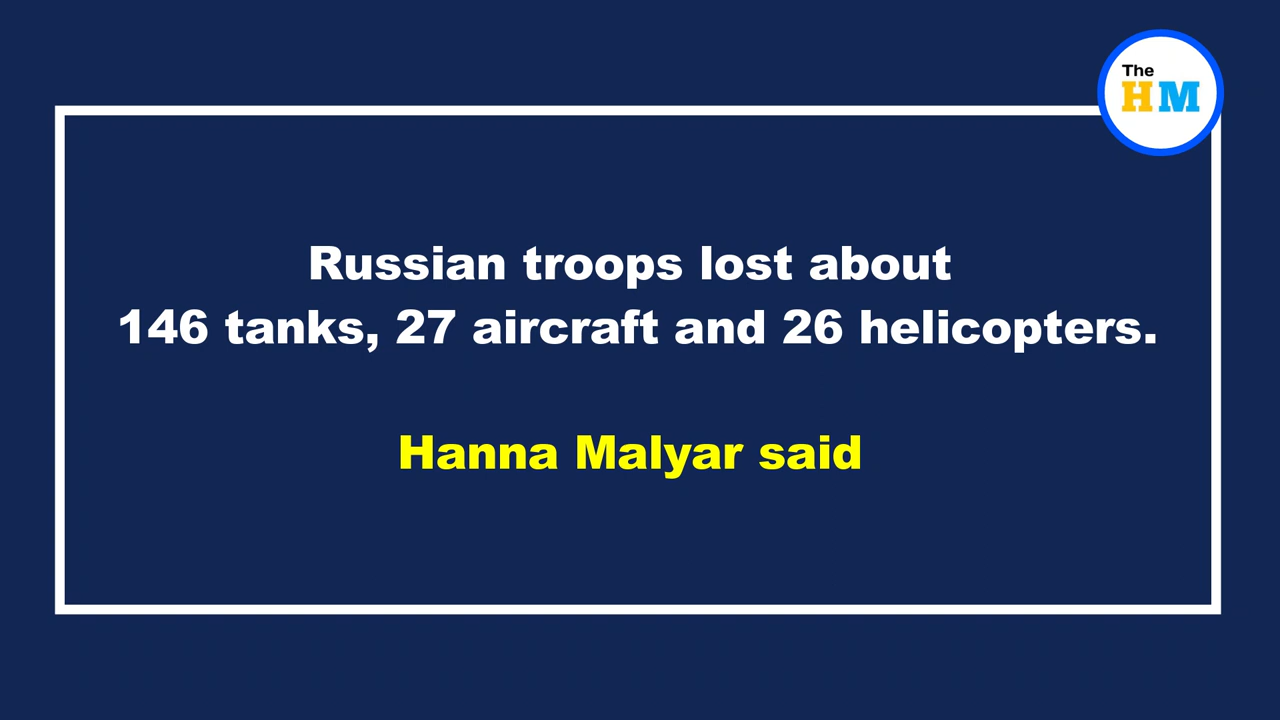 The
HM
Russian troops lost about
146 tanks, 27 aircraft and 26 helicopters.
Hanna Malyar said